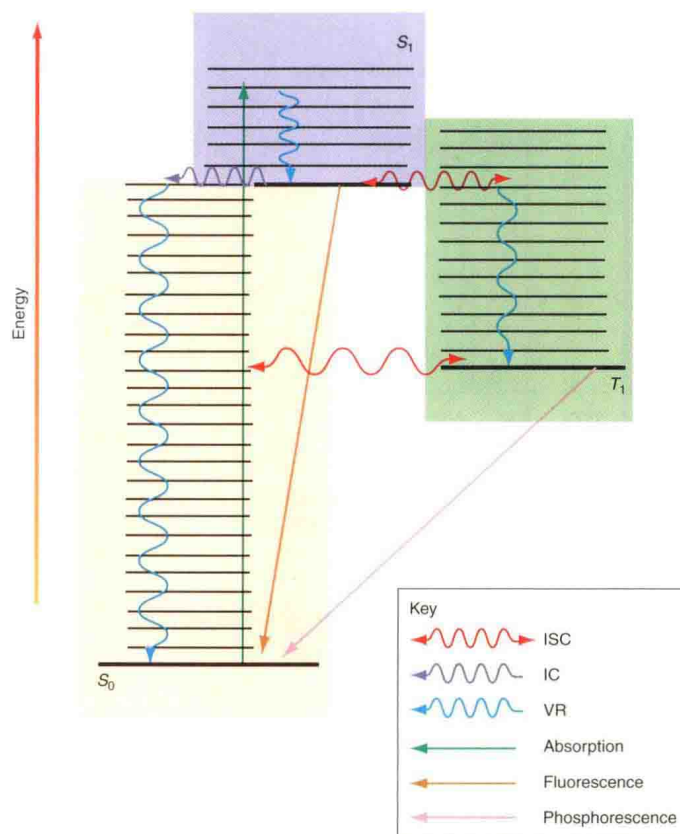 S₁
Energy
T₁
S₀
Key
ISC
IC
VR
Absorption
Fluorescence
Phosphorescence